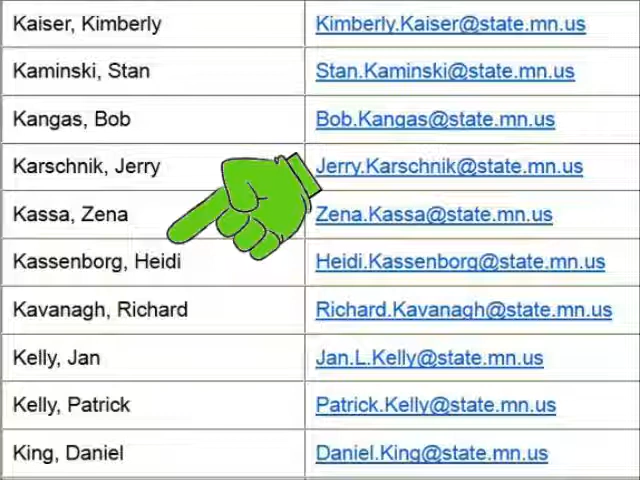 Kaiser, Kimberly Kimberly.Kaiser@state.mn.us
Kaminski, Stan Stan.Kaminski@state.mn.us
Kangas, Bob Bob.Kangas@state.mn.us
Karschnik, Jerry Jerry.Karschnik@state.mn.us
Kassa, Zena Zena.Kassa@state.mn.us
Kassenborg, Heidi Heidi.Kassenborg@state.mn.us
Kavanagh, Richard Richard.Kavanagh@state.mn.us
Kelly, Jan Jan.L.Kelly@state.mn.us
Kelly, Patrick Patrick.Kelly@state.mn.us
King, Daniel Daniel.King@state.mn.us